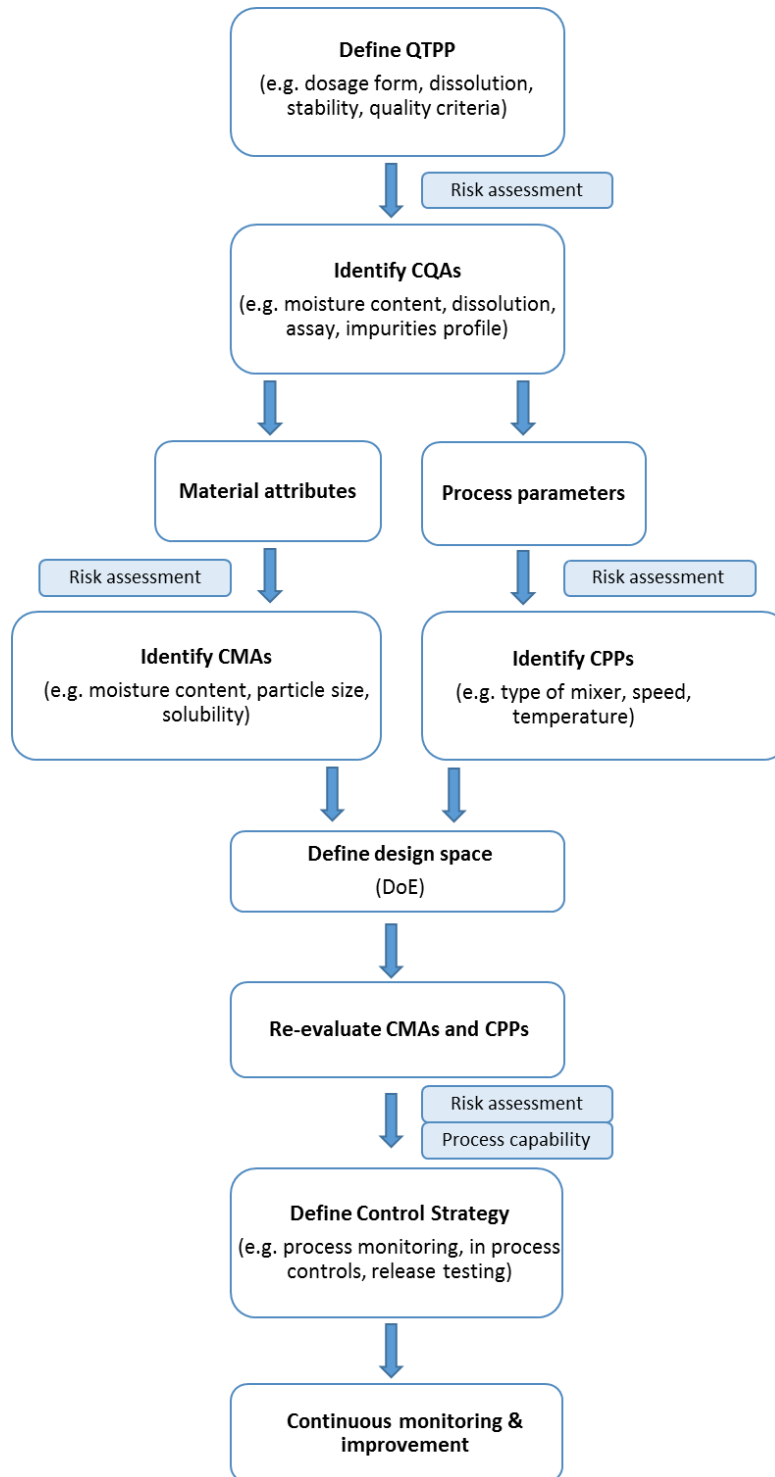 Define QTPP
(e.g. dosage form, dissolution,
stability, quality criteria)
Risk assessment
Identify CQAs
(e.g. moisture content, dissolution,
assay, impurities profile)
Material attributes
Process parameters
Risk assessment
Risk assessment
Identify CMAs
(e.g. moisture content, particle size,
solubility)
Identify CPPs
(e.g. type of mixer, speed,
temperature)
Define design space
(DoE)
Re-evaluate CMAs and CPPs
Risk assessment
Process capability
Define Control Strategy
(e.g. process monitoring, in process
controls, release testing)
Continuous monitoring &
improvement